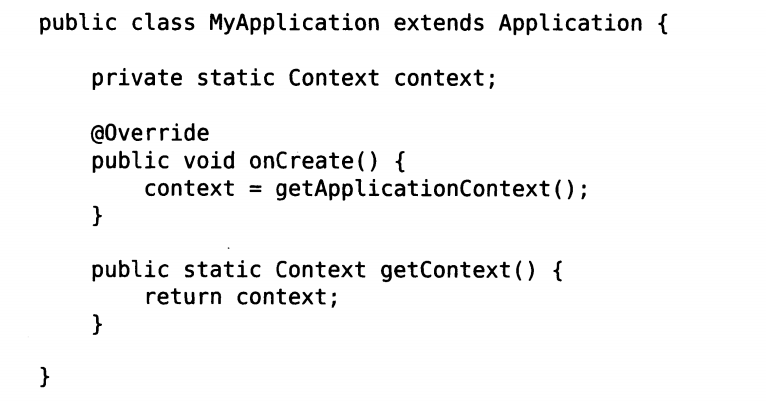 public class MyApplication extends Application {
private static Context context;
@Override
public void onCreate() {
context = getApplicationContext();
}
public static Context getContext() {
return context;
}
}